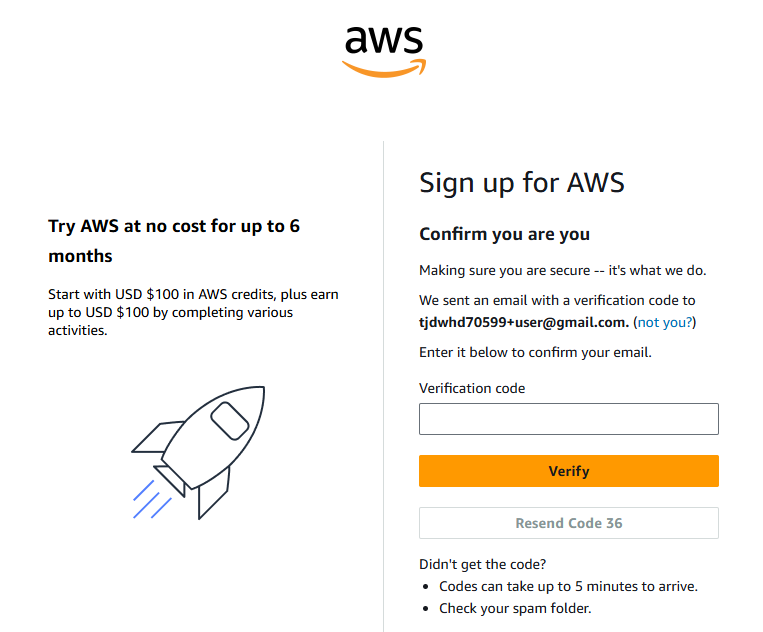 aws
Try AWS at no cost for up to 6
months
Start with USD $100 in AWS credits, plus earn
up to USD $100 by completing various
activities.
Sign up for AWS
Confirm you are you
Making sure you are secure -- it's what we do.
We sent an email with a verification code to
tjdwhd70599+user@gmail.com. (not you?)
Enter it below to confirm your email.
Verification code
Verify
Resend Code 36
Didn't get the code?
• Codes can take up to 5 minutes to arrive.
• Check your spam folder.